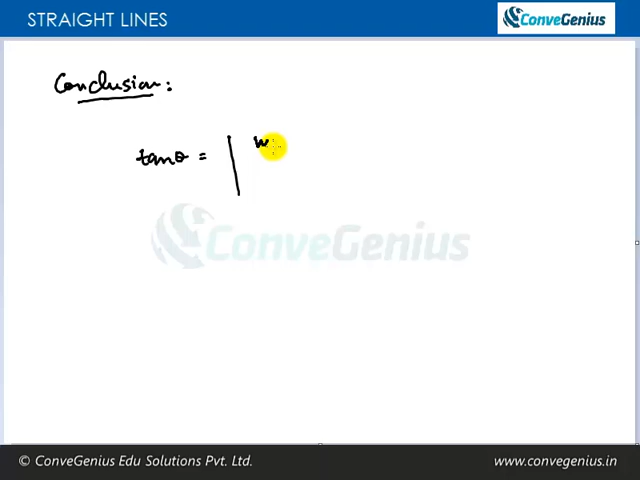 STRAIGHT LINES
ConveGenius
Conclusion:
tanθ = |
ConveGenius
© ConveGenius Edu Solutions Pvt. Ltd.
www.convegenius.in